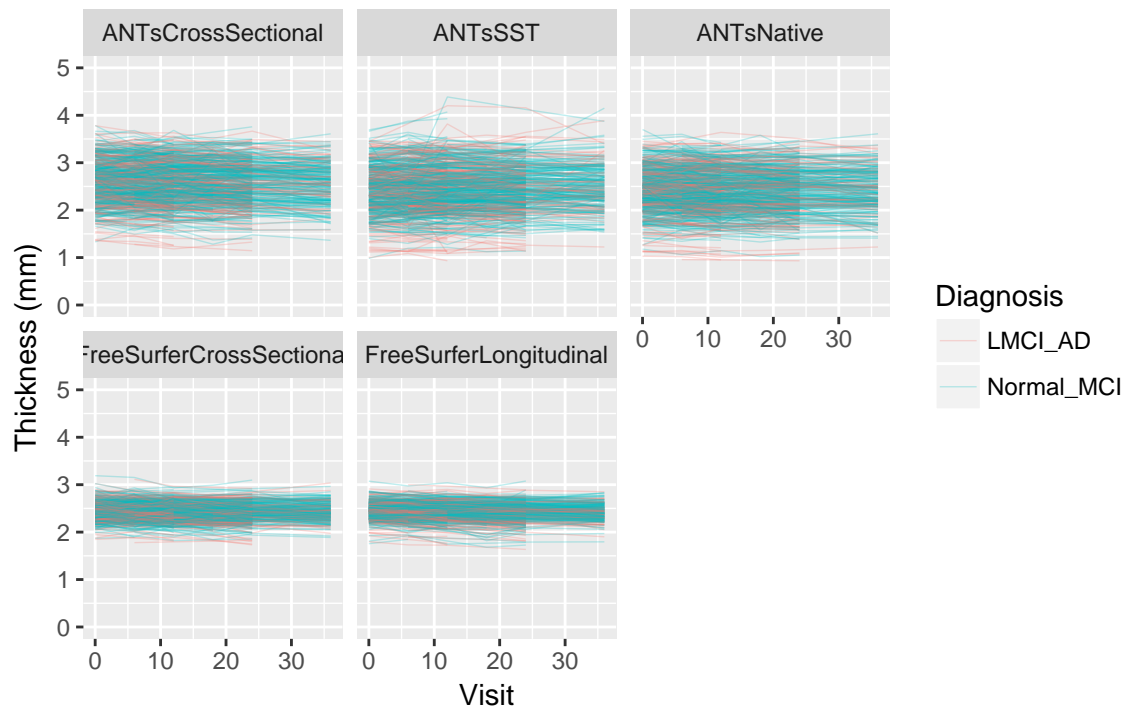 ANTsCrossSectional
ANTsSST
ANTsNative
5
4
3
2
1
0
0 10 20 30
FreeSurferCrossSectional
FreeSurferLongitudinal
5
4
3
2
1
0
0 10 20 30
0 10 20 30
Thickness (mm)
Visit
Diagnosis
LMCI_AD
Normal_MCI